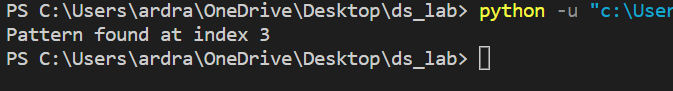 PS C:\Users\ardra\OneDrive\Desktop\ds_lab> python -u "c:\User
Pattern found at index 3
PS C:\Users\ardra\OneDrive\Desktop\ds_lab>